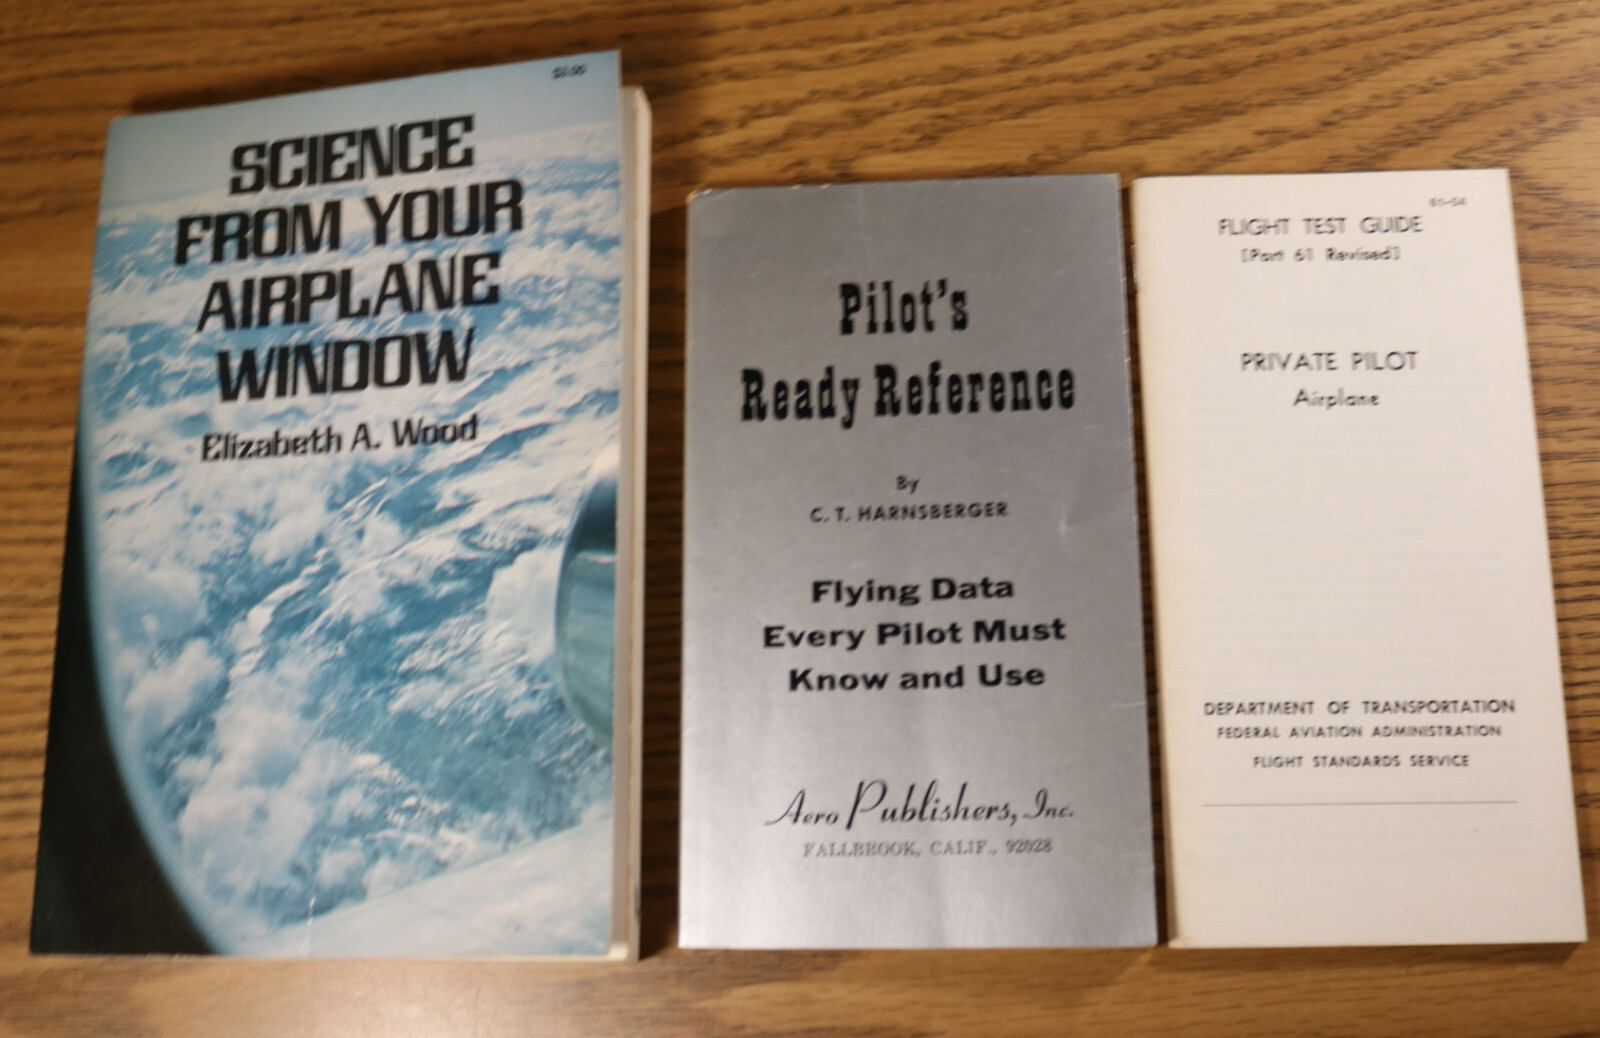 SCIENCE
FROM YOUR
AIRPLANE
WINDOW
Elizabeth A. Wood
Pilot's
Ready Reference
By
C. T. HARNSBERGER
Flying Data
Every Pilot Must
Know and Use
Aero Publishers, Inc.
FALLBROOK, CALIF., 92028
FLIGHT TEST GUIDE
[Part 61 Revised]
PRIVATE PILOT
Airplane
DEPARTMENT OF TRANSPORTATION
FEDERAL AVIATION ADMINISTRATION
FLIGHT STANDARDS SERVICE